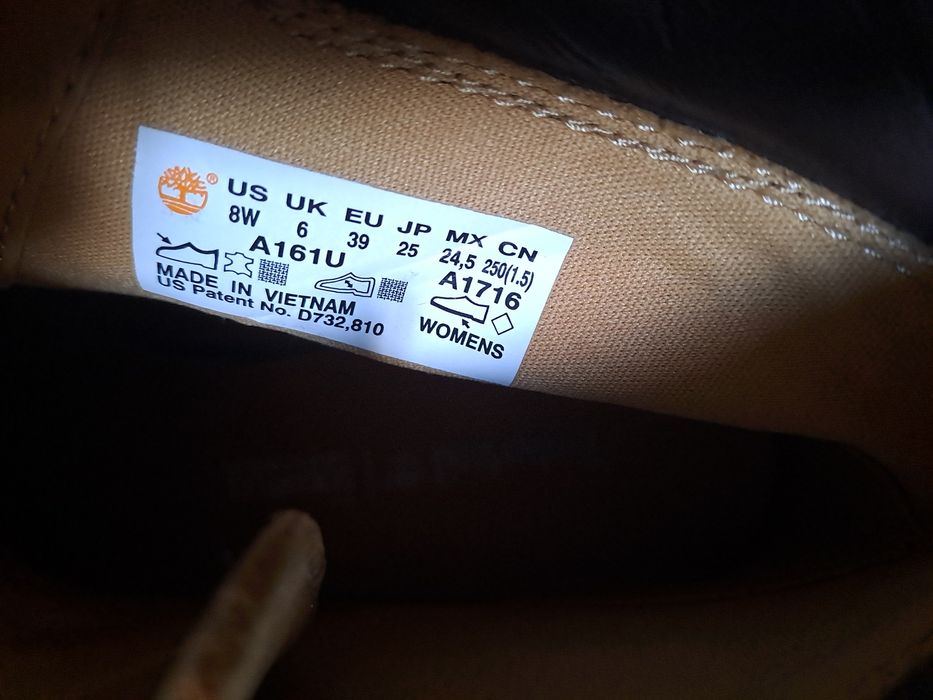 ® US UK EU JP MX CN
8W 6 39 25 24,5 250(1.5)
A161U A1716
MADE IN VIETNAM
US Patent No. D732,810
WOMENS